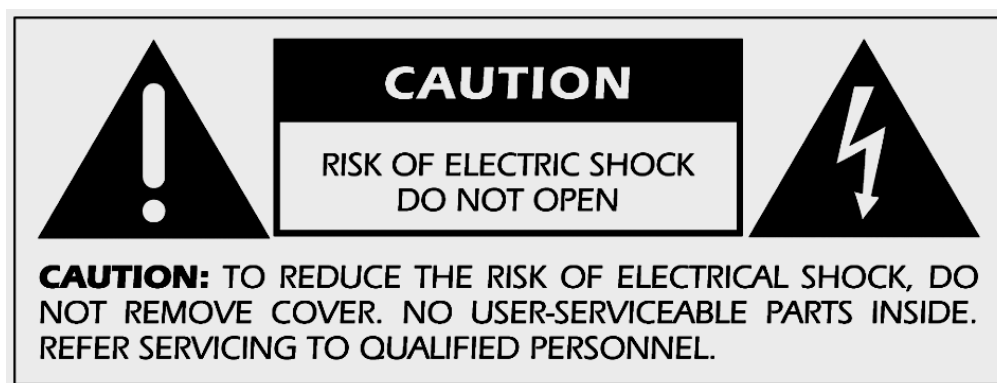 CAUTION
RISK OF ELECTRIC SHOCK
DO NOT OPEN
CAUTION: TO REDUCE THE RISK OF ELECTRICAL SHOCK, DO
NOT REMOVE COVER. NO USER-SERVICEABLE PARTS INSIDE.
REFER SERVICING TO QUALIFIED PERSONNEL.